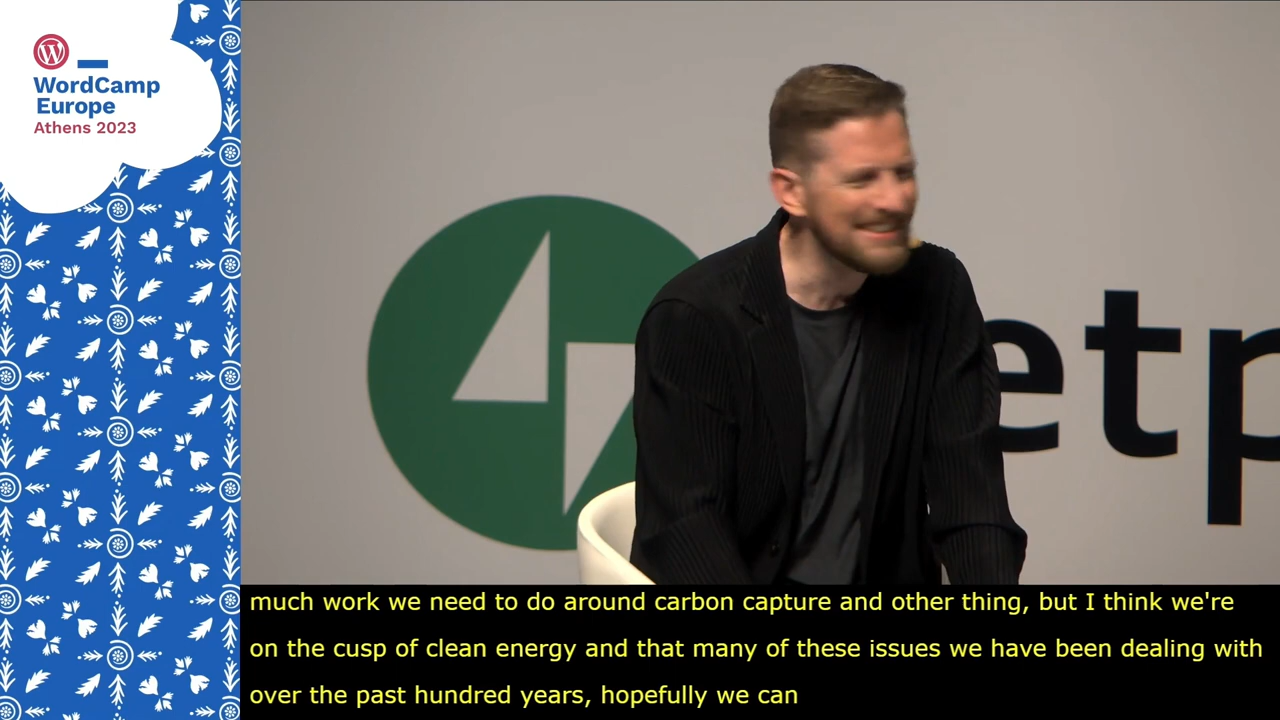 WordCamp
Europe
Athens 2023
etp
much work we need to do around carbon capture and other thing, but I think we're
on the cusp of clean energy and that many of these issues we have been dealing with
over the past hundred years, hopefully we can